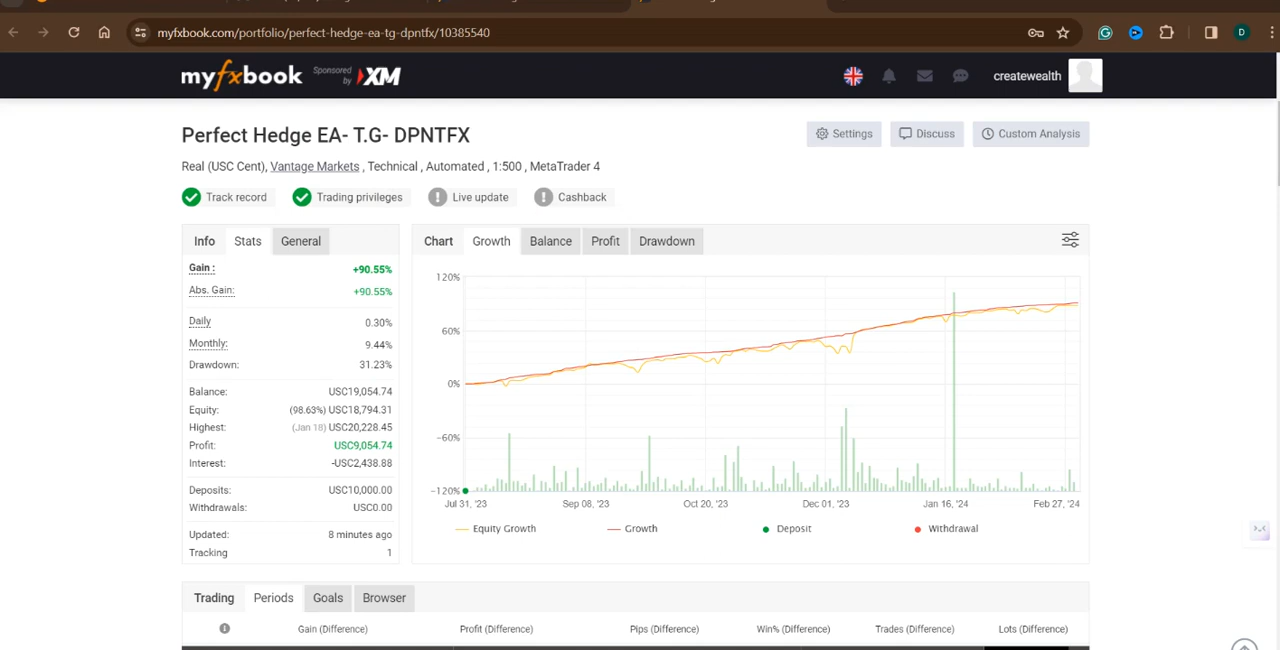 myfxbook.com/portfolio/perfect-hedge-ea-tg-dpntfx/10385540
D
myfxbook Sponsored by XM
createwealth
Perfect Hedge EA- T.G- DPNTFX
Settings Discuss Custom Analysis
Real (USC Cent), Vantage Markets , Technical , Automated , 1:500 , MetaTrader 4
Track record Trading privileges Live update Cashback
Info Stats General
Gain : +90.55%
Abs. Gain: +90.55%
Daily 0.30%
Monthly: 9.44%
Drawdown: 31.23%
Balance: USC19,054.74
Equity: (98.63%) USC18,794.31
Highest: (Jan 18) USC20,228.45
Profit: USC9,054.74
Interest: -USC2,438.88
Deposits: USC10,000.00
Withdrawals: USC0.00
Updated: 8 minutes ago
Tracking 1
Chart Growth Balance Profit Drawdown
120%
60%
0%
-60%
-120%
Jul 31, '23 Sep 08, '23 Oct 20, '23 Dec 01, '23 Jan 16, '24 Feb 27, '24
Equity Growth Growth Deposit Withdrawal
Trading Periods Goals Browser
Gain (Difference) Profit (Difference) Pips (Difference) Win% (Difference) Trades (Difference) Lots (Difference)